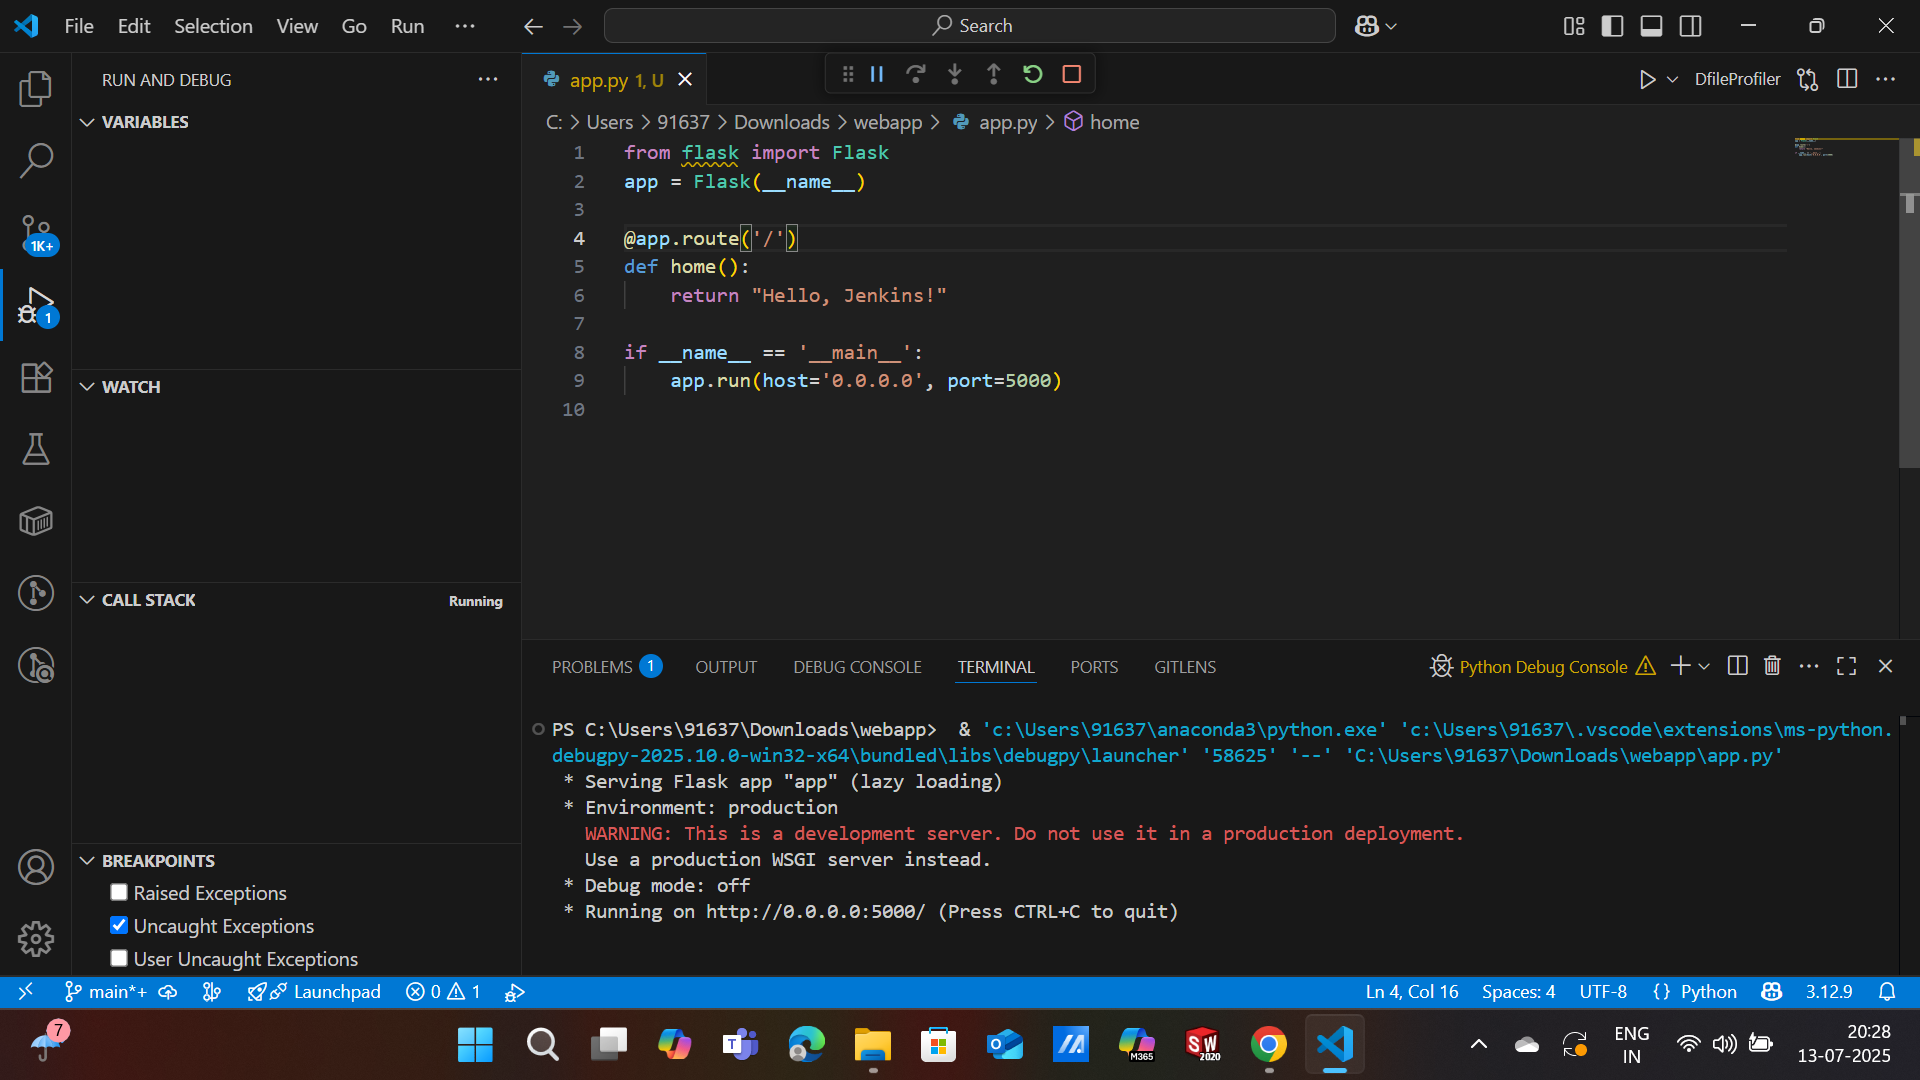 File Edit Selection View Go Run ··· Search
RUN AND DEBUG ···
VARIABLES
WATCH
CALL STACK Running
BREAKPOINTS
Raised Exceptions
Uncaught Exceptions
User Uncaught Exceptions
1K+
1
app.py 1, U
DfileProfiler
C: > Users > 91637 > Downloads > webapp > app.py > home
1 from flask import Flask
2 app = Flask(__name__)
3
4 @app.route('/')
5 def home():
6 return "Hello, Jenkins!"
7
8 if __name__ == '__main__':
9 app.run(host='0.0.0.0', port=5000)
10
PROBLEMS 1 OUTPUT DEBUG CONSOLE TERMINAL PORTS GITLENS Python Debug Console
PS C:\Users\91637\Downloads\webapp> & 'c:\Users\91637\anaconda3\python.exe' 'c:\Users\91637\.vscode\extensions\ms-python.
debugpy-2025.10.0-win32-x64\bundled\libs\debugpy\launcher' '58625' '--' 'C:\Users\91637\Downloads\webapp\app.py'
* Serving Flask app "app" (lazy loading)
* Environment: production
WARNING: This is a development server. Do not use it in a production deployment.
Use a production WSGI server instead.
* Debug mode: off
* Running on http://0.0.0.0:5000/ (Press CTRL+C to quit)
main*+ Launchpad 0 1 Ln 4, Col 16 Spaces: 4 UTF-8 {} Python 3.12.9
7
T
M365
SW
2020
ENG
IN
20:28
13-07-2025